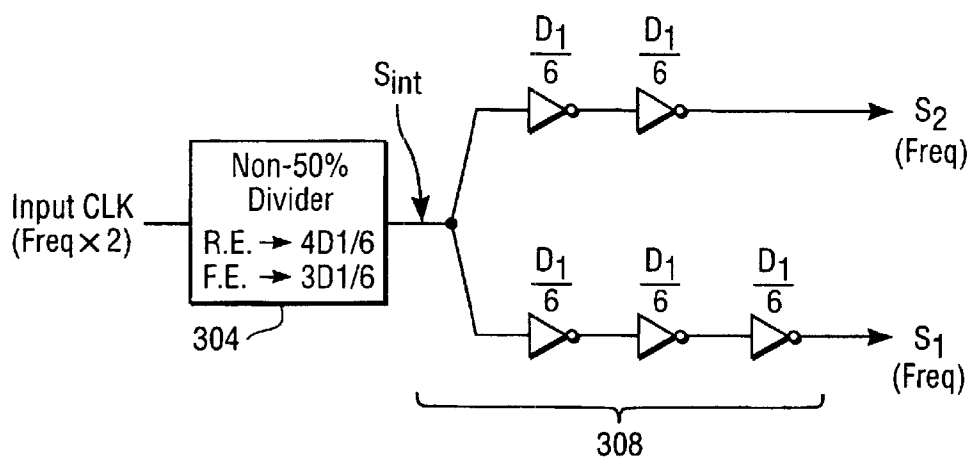 D1/6 D1/6
Sint
S2
(Freq)
Non-50%
Divider
R.E. → 4D1/6
F.E. → 3D1/6
Input CLK
(Freq × 2)
304
D1/6 D1/6 D1/6
S1
(Freq)
308